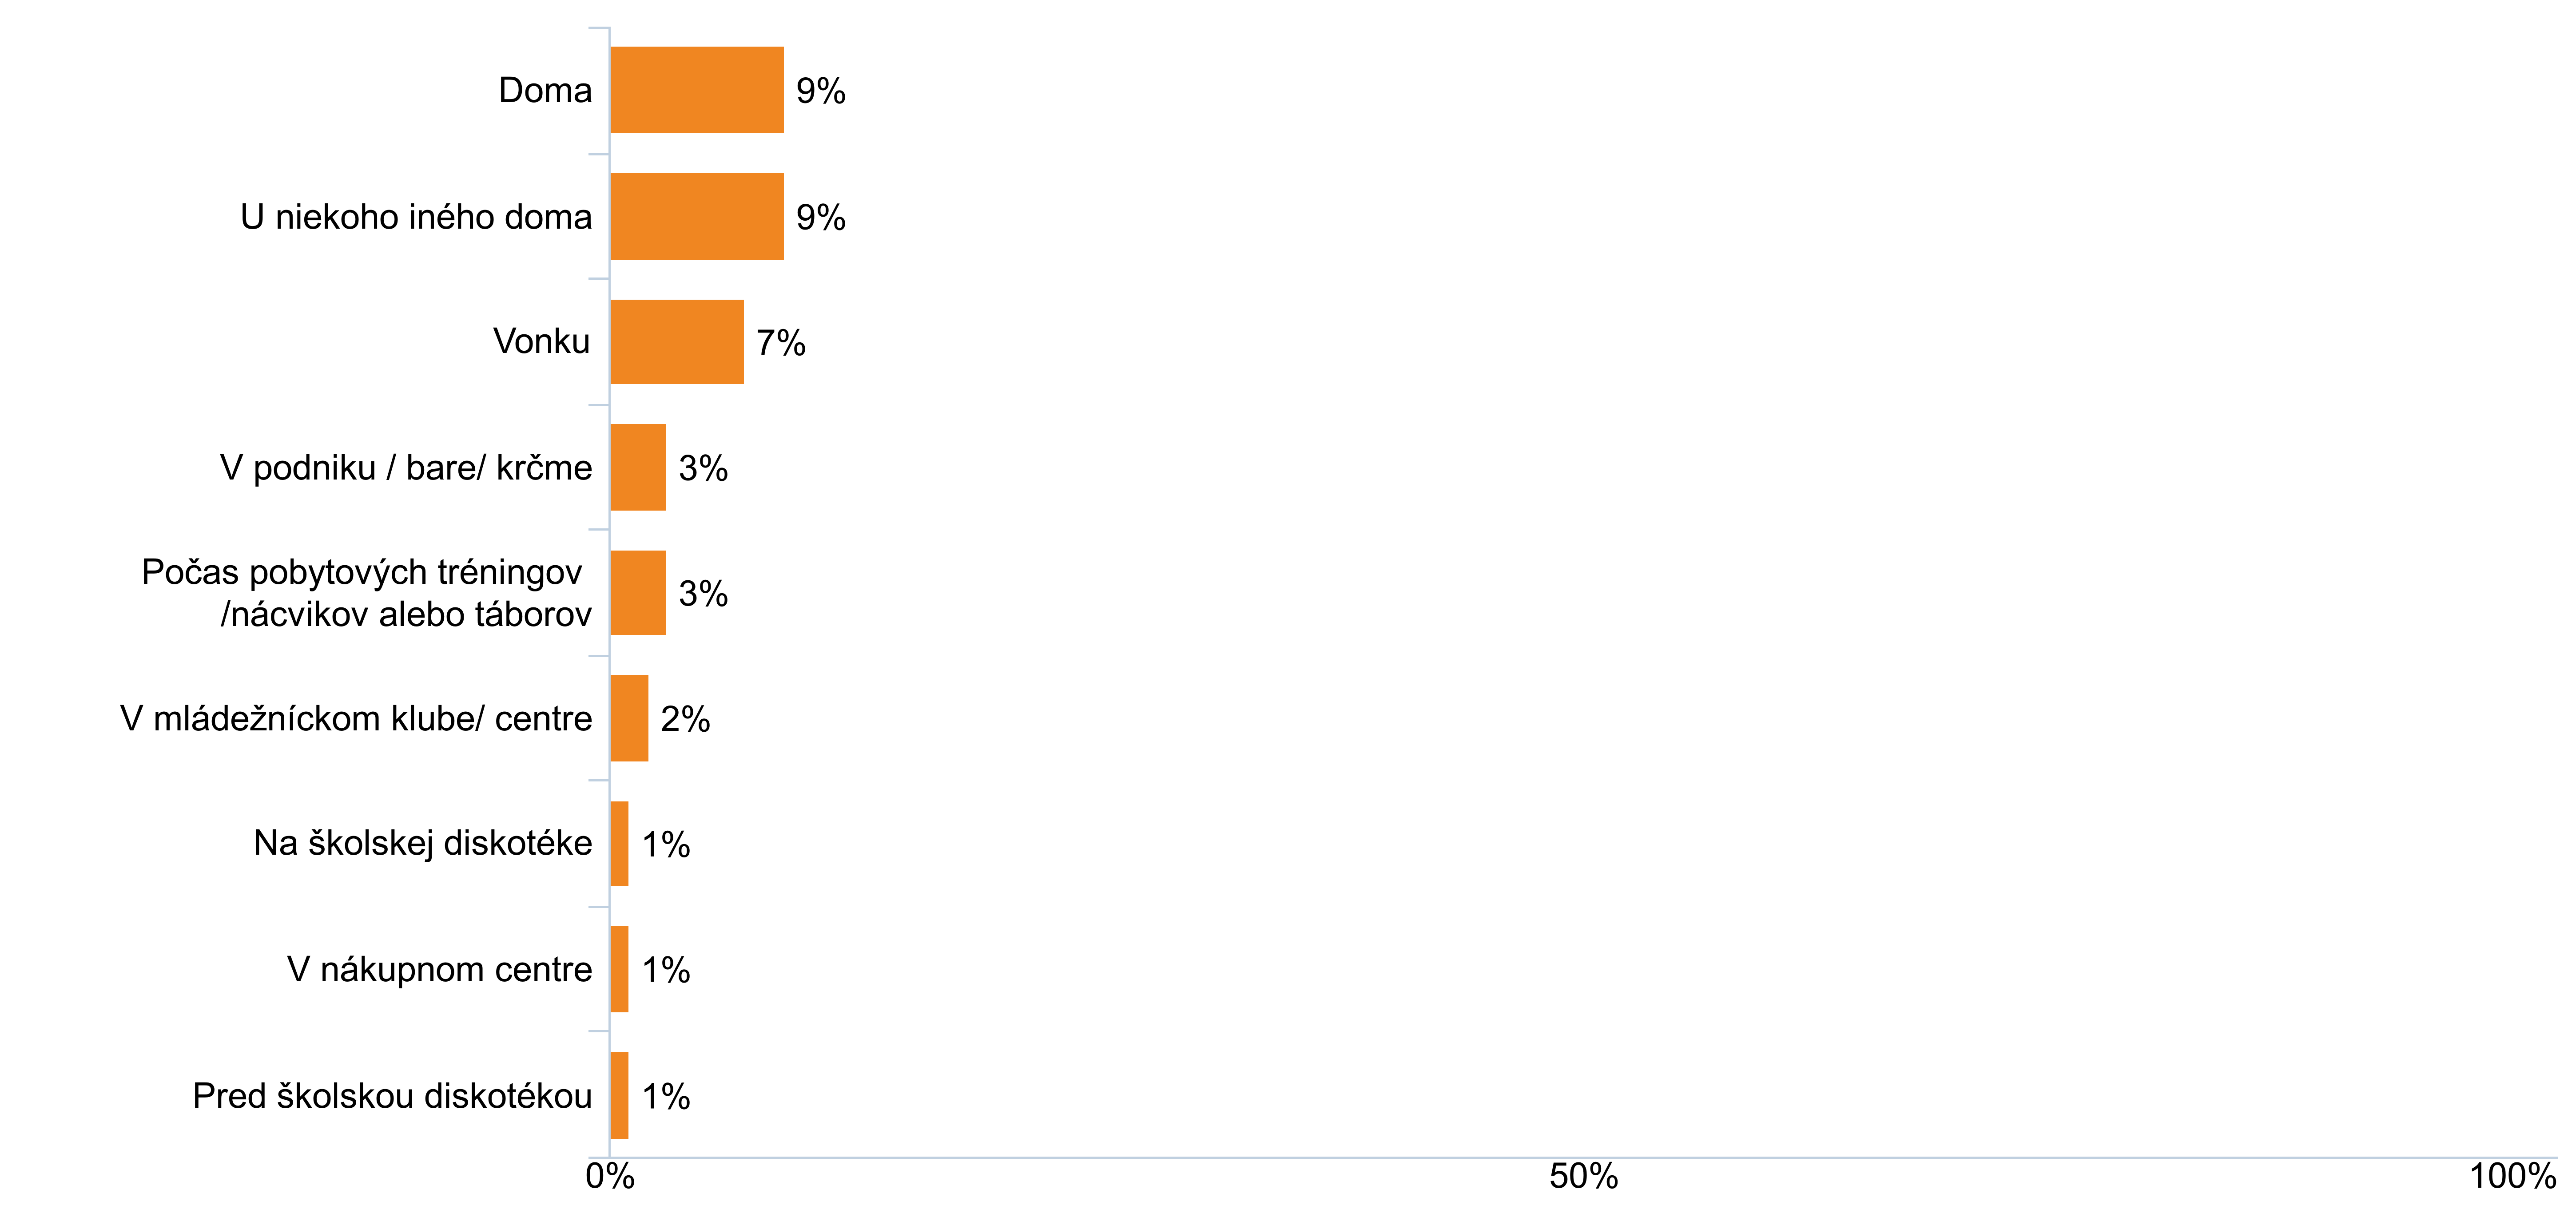 Doma
9%
U niekoho iného doma
9%
Vonku
7%
V podniku / bare/ krčme
3%
Počas pobytových tréningov
/nácvikov alebo táborov
3%
V mládežníckom klube/ centre
2%
Na školskej diskotéke
1%
V nákupnom centre
1%
Pred školskou diskotékou
1%
0%
50%
100%